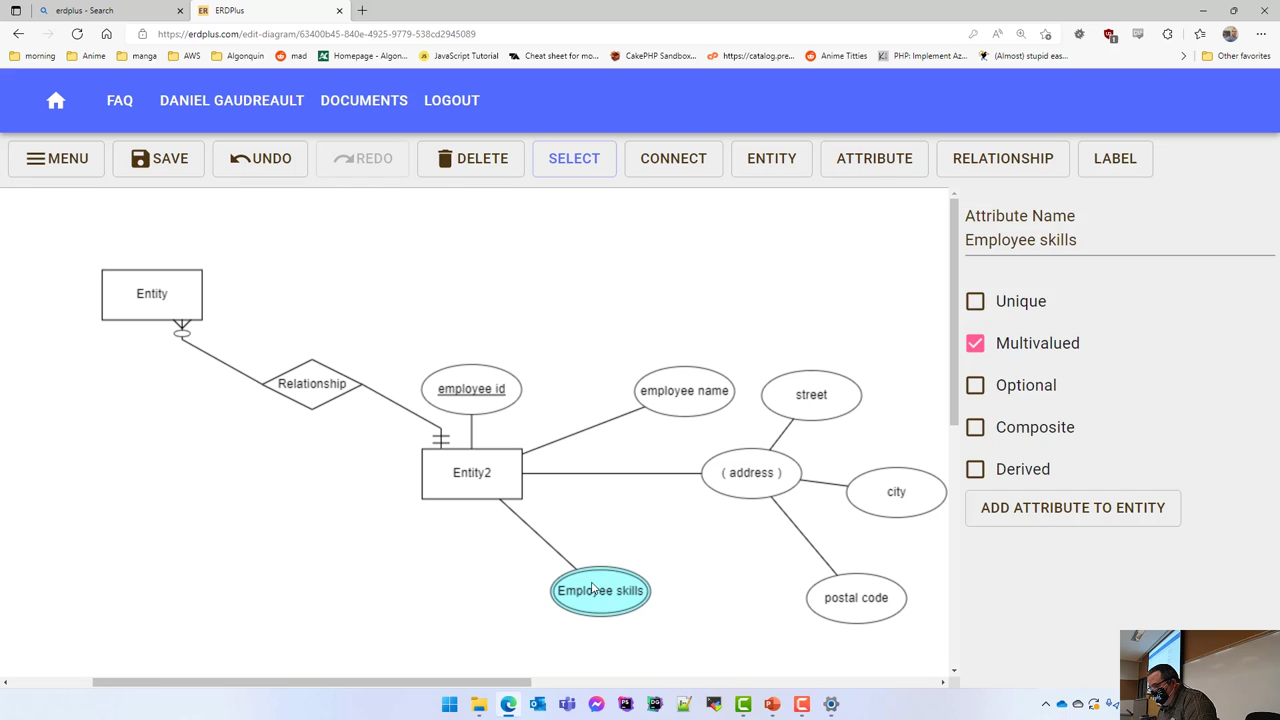 erdplus - Search
ERDPlus
https://erdplus.com/edit-diagram/63400b45-840e-4925-9779-538cd2945089
morning
Anime
manga
AWS
Algonquin
mad
Homepage - Algon...
JavaScript Tutorial
Cheat sheet for mo...
CakePHP Sandbox...
https://catalog.pre...
Anime Titties
PHP: Implement Az...
(Almost) stupid eas...
Other favorites
FAQ
DANIEL GAUDREAULT
DOCUMENTS
LOGOUT
MENU
SAVE
UNDO
REDO
DELETE
SELECT
CONNECT
ENTITY
ATTRIBUTE
RELATIONSHIP
LABEL
Attribute Name
Employee skills
Unique
Multivalued
Optional
Composite
Derived
ADD ATTRIBUTE TO ENTITY
Entity
Relationship
employee id
employee name
street
Entity2
( address )
city
Employee skills
postal code